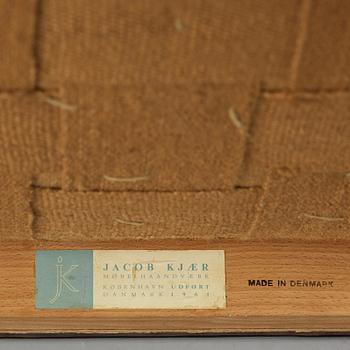 jK
JACOB KJÆR
MØBELHAANDVÆRK
KØBENHAVN UDFØRT
DANMARK 1961
MADE IN DENMARK